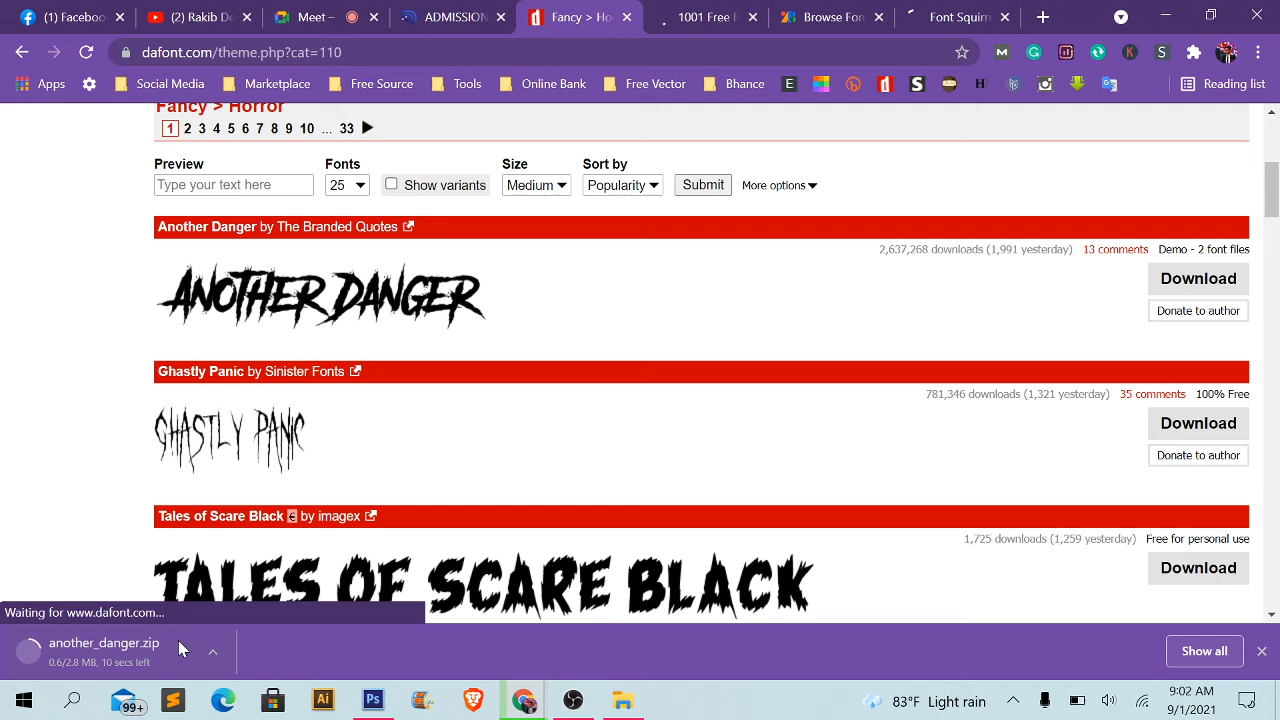 Faceboo
(2) Rakib D
Meet –
ADMISSION
Fancy > Ho
1001 Free F
Browse Fon
Font Squirre
dafont.com/theme.php?cat=110
Apps
Social Media
Marketplace
Free Source
Tools
Online Bank
Free Vector
Bhance
Reading list
Fancy > Horror
1 2 3 4 5 6 7 8 9 10 ... 33
Preview Fonts Size Sort by
Type your text here 25 Show variants Medium Popularity Submit More options
Another Danger by The Branded Quotes
2,637,268 downloads (1,991 yesterday) 13 comments Demo - 2 font files
ANOTHER DANGER
Download
Donate to author
Ghastly Panic by Sinister Fonts
781,346 downloads (1,321 yesterday) 35 comments 100% Free
GHASTLY PANIC
Download
Donate to author
Tales of Scare Black € by imagex
1,725 downloads (1,259 yesterday) Free for personal use
TALES OF SCARE BLACK
Download
Waiting for www.dafont.com...
another_danger.zip
0.6/2.8 MB, 10 secs left
Show all
99+
Ai
Ps
83°F Light rain
9:02 AM
9/1/2021